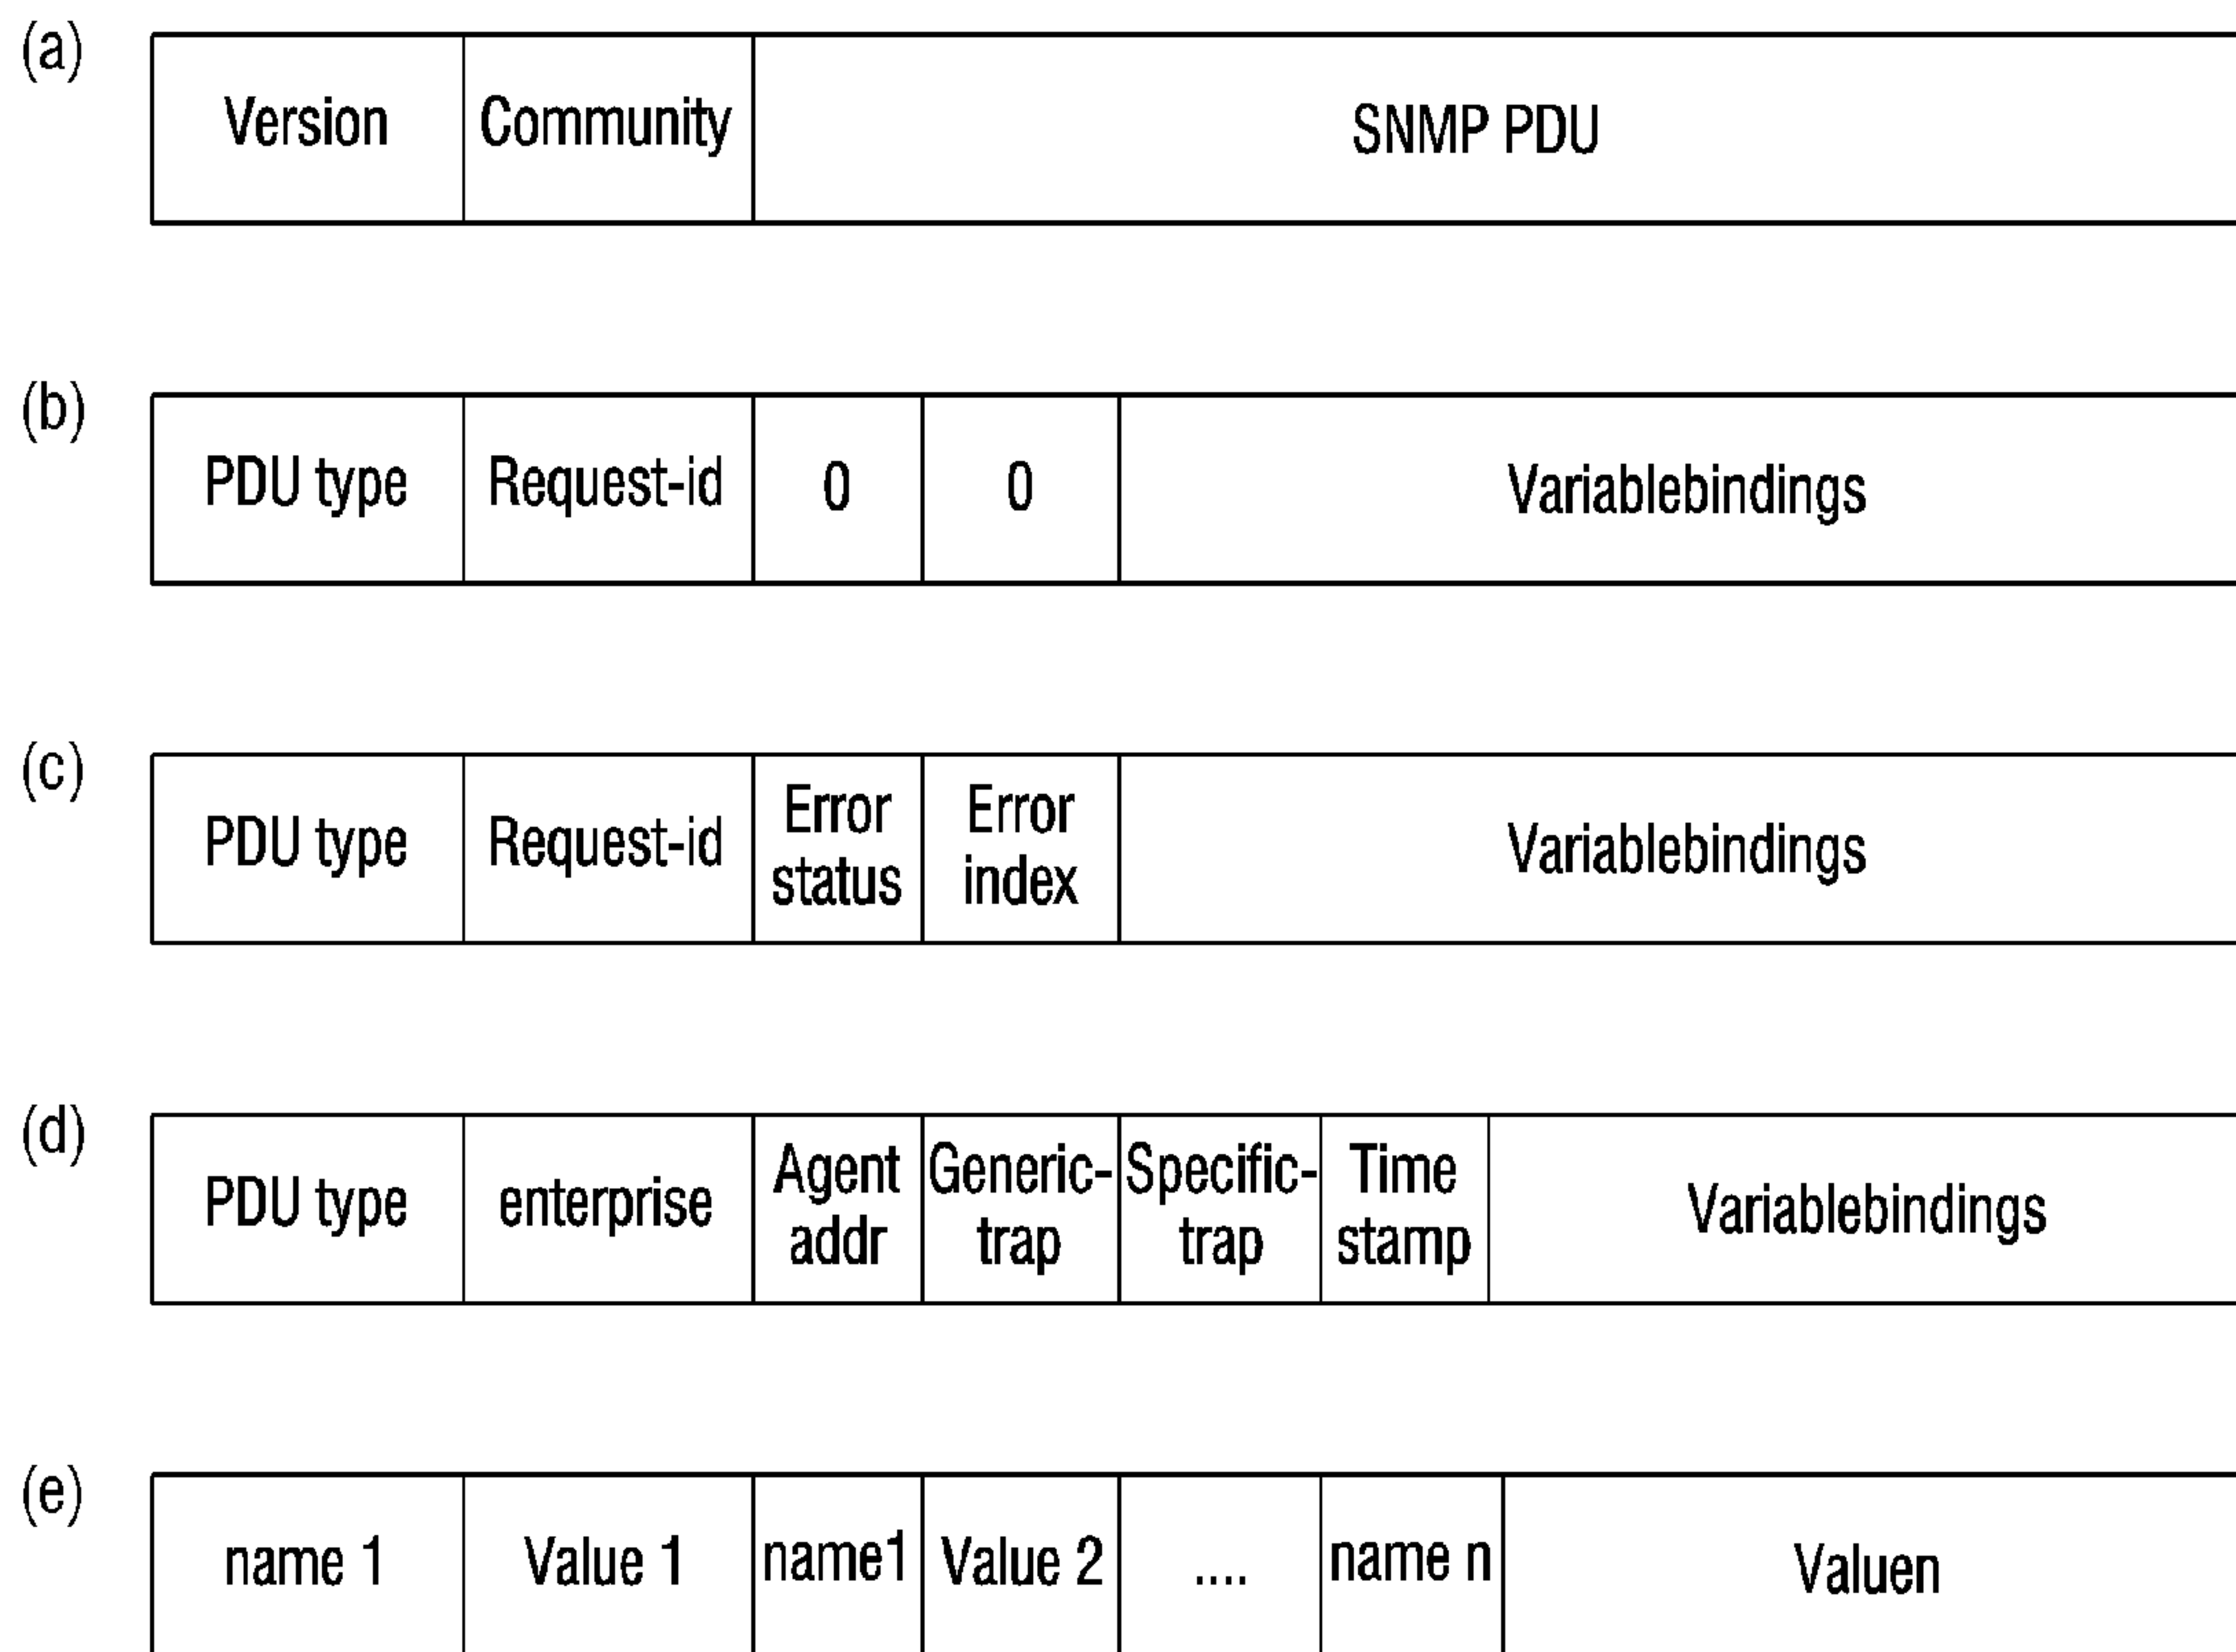 (a)
Version Community SNMP PDU
(b)
PDU type Request-id 0 0 Variablebindings
(c)
PDU type Request-id Error status Error index Variablebindings
(d)
PDU type enterprise Agent addr Generic-trap Specific-trap Time stamp Variablebindings
(e)
name 1 Value 1 name1 Value 2 .... name n Valuen